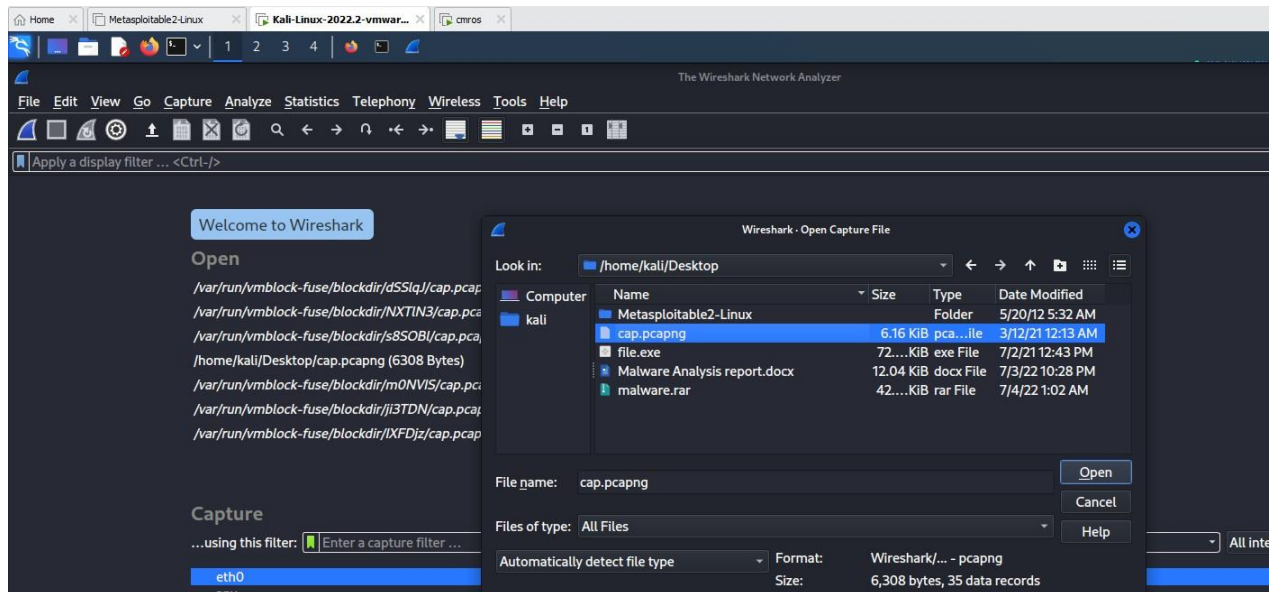 Home Metasploitable2-Linux Kali-Linux-2022.2-vmwar... cmros
1 2 3 4
The Wireshark Network Analyzer
File Edit View Go Capture Analyze Statistics Telephony Wireless Tools Help
Apply a display filter ... <Ctrl-/>
Welcome to Wireshark
Open
/var/run/vmblock-fuse/blockdir/dSSlqJ/cap.pcap
/var/run/vmblock-fuse/blockdir/NXTlN3/cap.pca
/var/run/vmblock-fuse/blockdir/s8SOBl/cap.pca
/home/kali/Desktop/cap.pcapng (6308 Bytes)
/var/run/vmblock-fuse/blockdir/m0NVlS/cap.pca
/var/run/vmblock-fuse/blockdir/ji3TDN/cap.pcap
/var/run/vmblock-fuse/blockdir/lXFDjz/cap.pcap
Capture
...using this filter: Enter a capture filter ... All inte
eth0
Wireshark · Open Capture File
Look in: /home/kali/Desktop
Computer
kali
Name Size Type Date Modified
Metasploitable2-Linux Folder 5/20/12 5:32 AM
cap.pcapng 6.16 KiB pca...ile 3/12/21 12:13 AM
file.exe 72....KiB exe File 7/2/21 12:43 PM
Malware Analysis report.docx 12.04 KiB docx File 7/3/22 10:28 PM
malware.rar 42....KiB rar File 7/4/22 1:02 AM
File name: cap.pcapng
Open
Cancel
Files of type: All Files
Help
Automatically detect file type
Format: Wireshark/... - pcapng
Size: 6,308 bytes, 35 data records